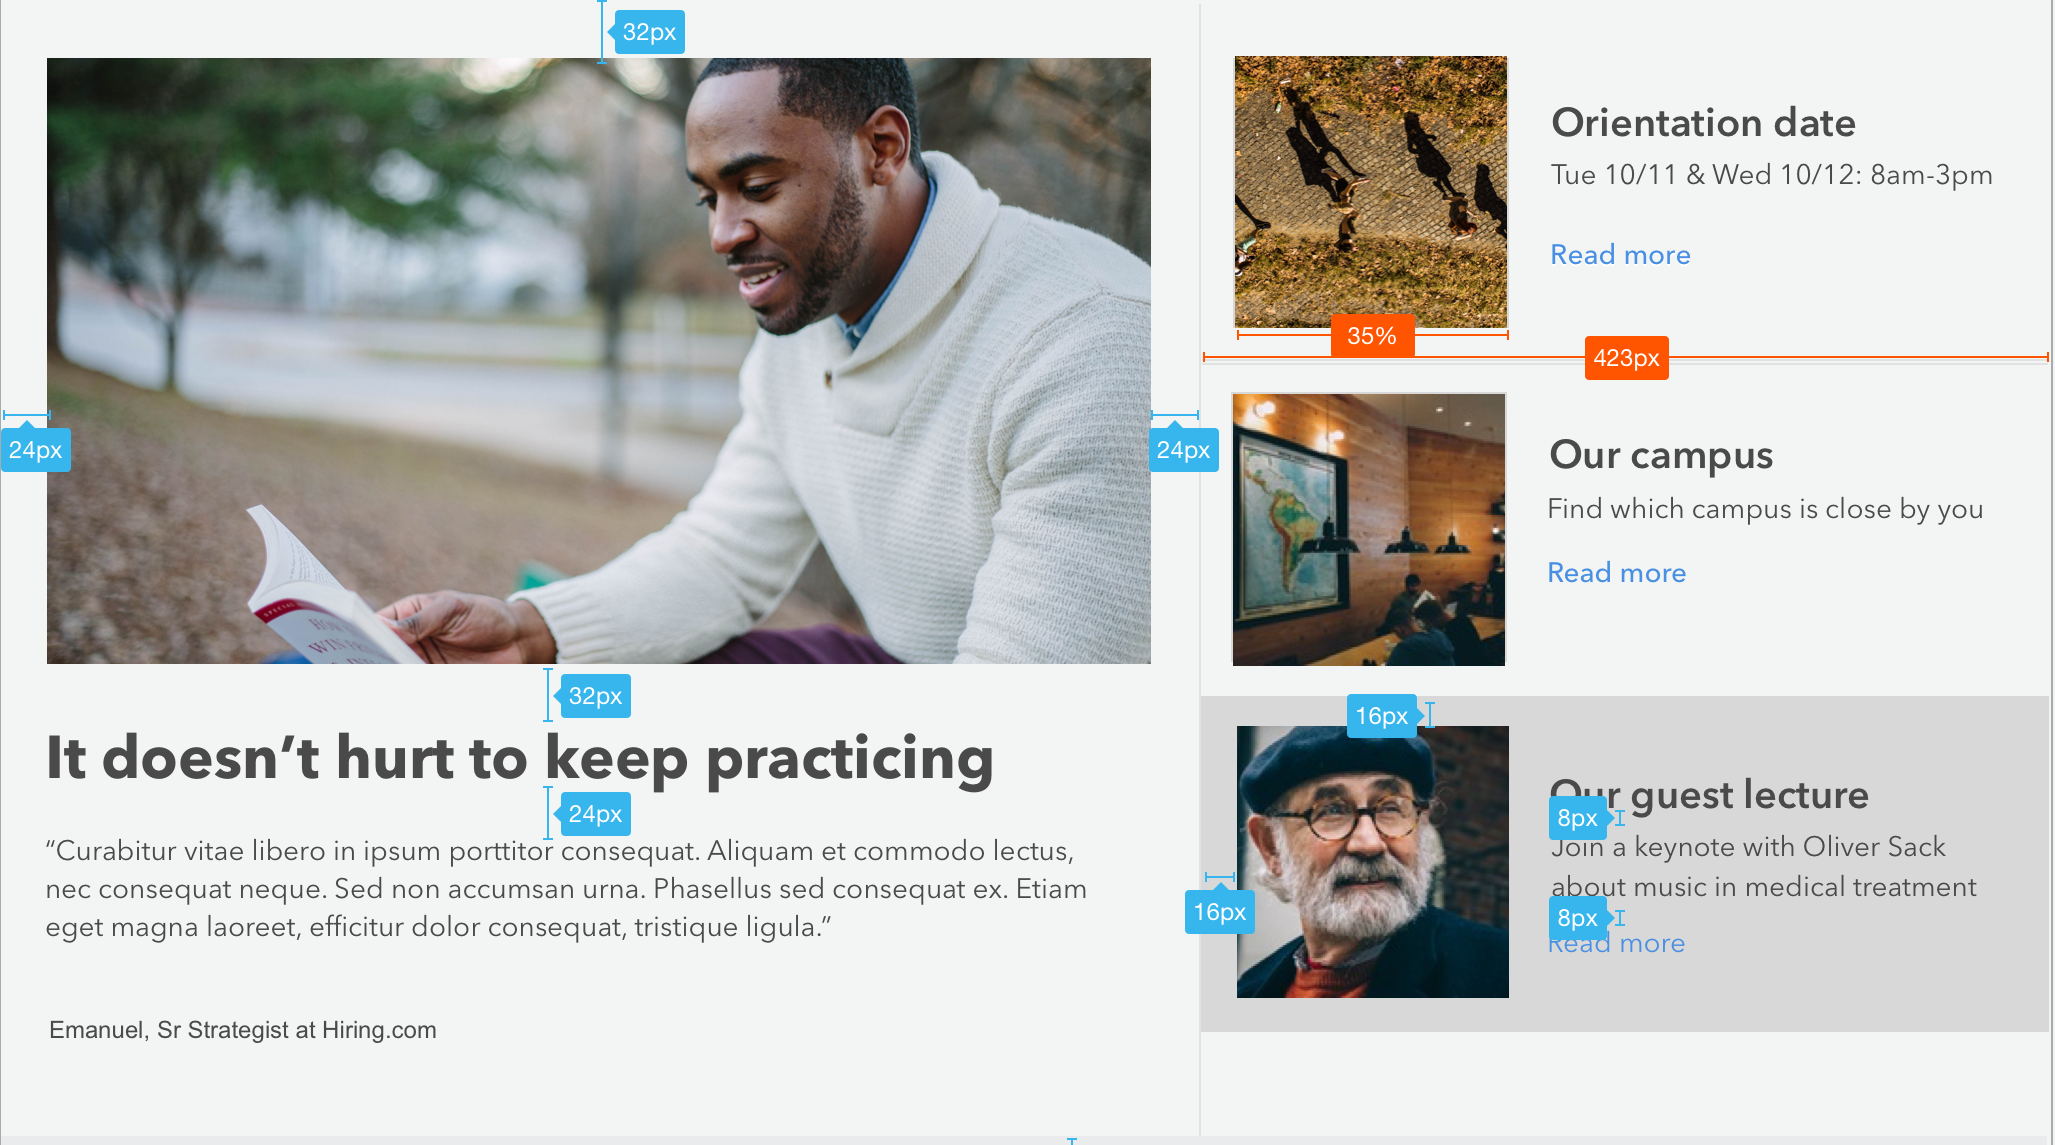 32px
24px
24px
32px
It doesn’t hurt to keep practicing
24px
“Curabitur vitae libero in ipsum porttitor consequat. Aliquam et commodo lectus,
nec consequat neque. Sed non accumsan urna. Phasellus sed consequat ex. Etiam
eget magna laoreet, efficitur dolor consequat, tristique ligula.”
Emanuel, Sr Strategist at Hiring.com
Orientation date
Tue 10/11 & Wed 10/12: 8am-3pm
Read more
35%
423px
Our campus
Find which campus is close by you
Read more
16px
16px
Our guest lecture
8px
Join a keynote with Oliver Sack
about music in medical treatment
8px
Read more